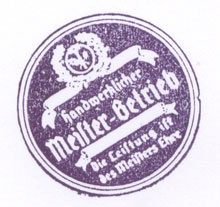 Handwerklicher
Meister-Betrieb
Die Leistung ist
des Meisters Ehre